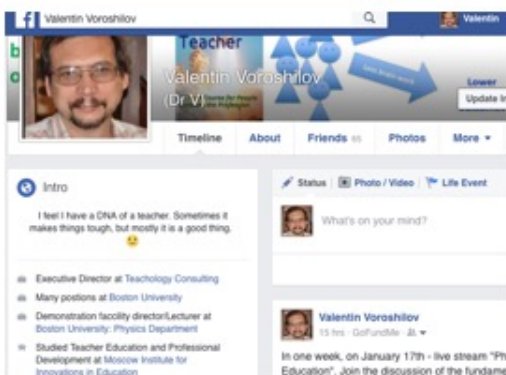 f Valentin Voroshilov
Valentin
Teacher
Valentin Voroshilov
(Dr V)
Lower
Timeline About Friends 65 Photos More
Intro
I feel I have a DNA of a teacher. Sometimes it
makes things tough, but mostly it is a good thing.
Executive Director at Teachology Consulting
Many postions at Boston University
Demonstration faccility director/Lecturer at
Boston University: Physics Department
Studied Teacher Education and Professional
Development at Moscow Institute for
Innovations in Education
Status Photo / Video Life Event
What's on your mind?
Valentin Voroshilov
15 hrs · GoFundMe ·
In one week, on January 17th - live stream "Ph
Education". Join the discussion of the fundame